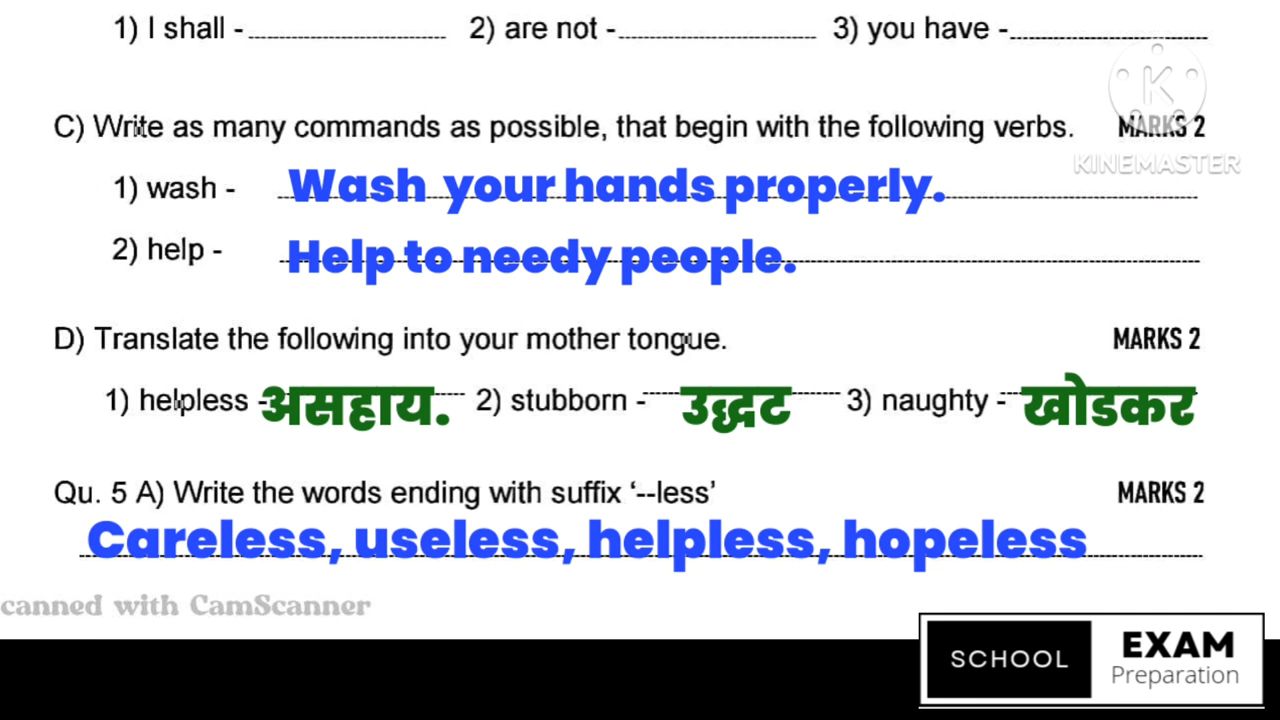 1) I shall - 2) are not - 3) you have -
C) Write as many commands as possible, that begin with the following verbs. MARKS 2
KINEMASTER
1) wash - Wash your hands properly.
2) help - Help to needy people.
D) Translate the following into your mother tongue. MARKS 2
1) helpless - असहाय. 2) stubborn - उद्धट 3) naughty - खोडकर
Qu. 5 A) Write the words ending with suffix ‘--less’ MARKS 2
Careless, useless, helpless, hopeless
canned with CamScanner
SCHOOL EXAM
Preparation